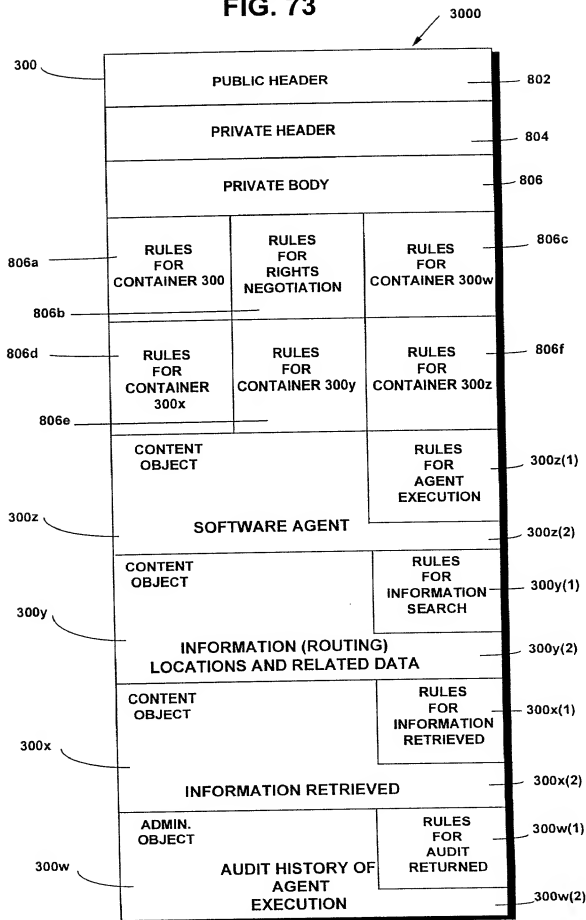 FIG. 73
3000
300
PUBLIC HEADER
802
PRIVATE HEADER
804
PRIVATE BODY
806
806a
RULES
FOR
CONTAINER 300
806b
RULES
FOR
RIGHTS
NEGOTIATION
RULES
FOR
CONTAINER 300w
806c
806d
RULES
FOR
CONTAINER
300x
806e
RULES
FOR
CONTAINER 300y
RULES
FOR
CONTAINER 300z
806f
CONTENT
OBJECT
RULES
FOR
AGENT
EXECUTION
300z(1)
300z
SOFTWARE AGENT
300z(2)
CONTENT
OBJECT
RULES
FOR
INFORMATION
SEARCH
300y(1)
300y
INFORMATION (ROUTING)
LOCATIONS AND RELATED DATA
300y(2)
CONTENT
OBJECT
RULES
FOR
INFORMATION
RETRIEVED
300x(1)
300x
INFORMATION RETRIEVED
300x(2)
ADMIN.
OBJECT
RULES
FOR
AUDIT
RETURNED
300w(1)
300w
AUDIT HISTORY OF
AGENT
EXECUTION
300w(2)